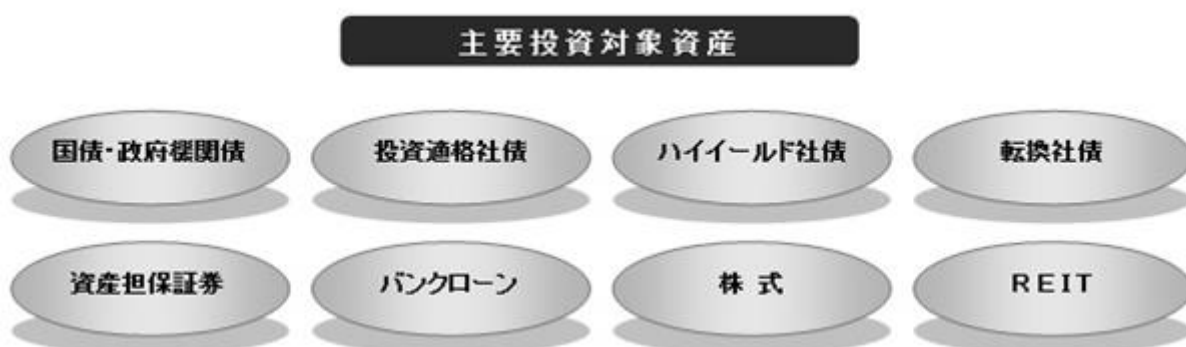 主要投資対象資産
国債・政府機関債
投資適格社債
ハイイールド社債
転換社債
資産担保証券
バンクローン
株 式
REIT